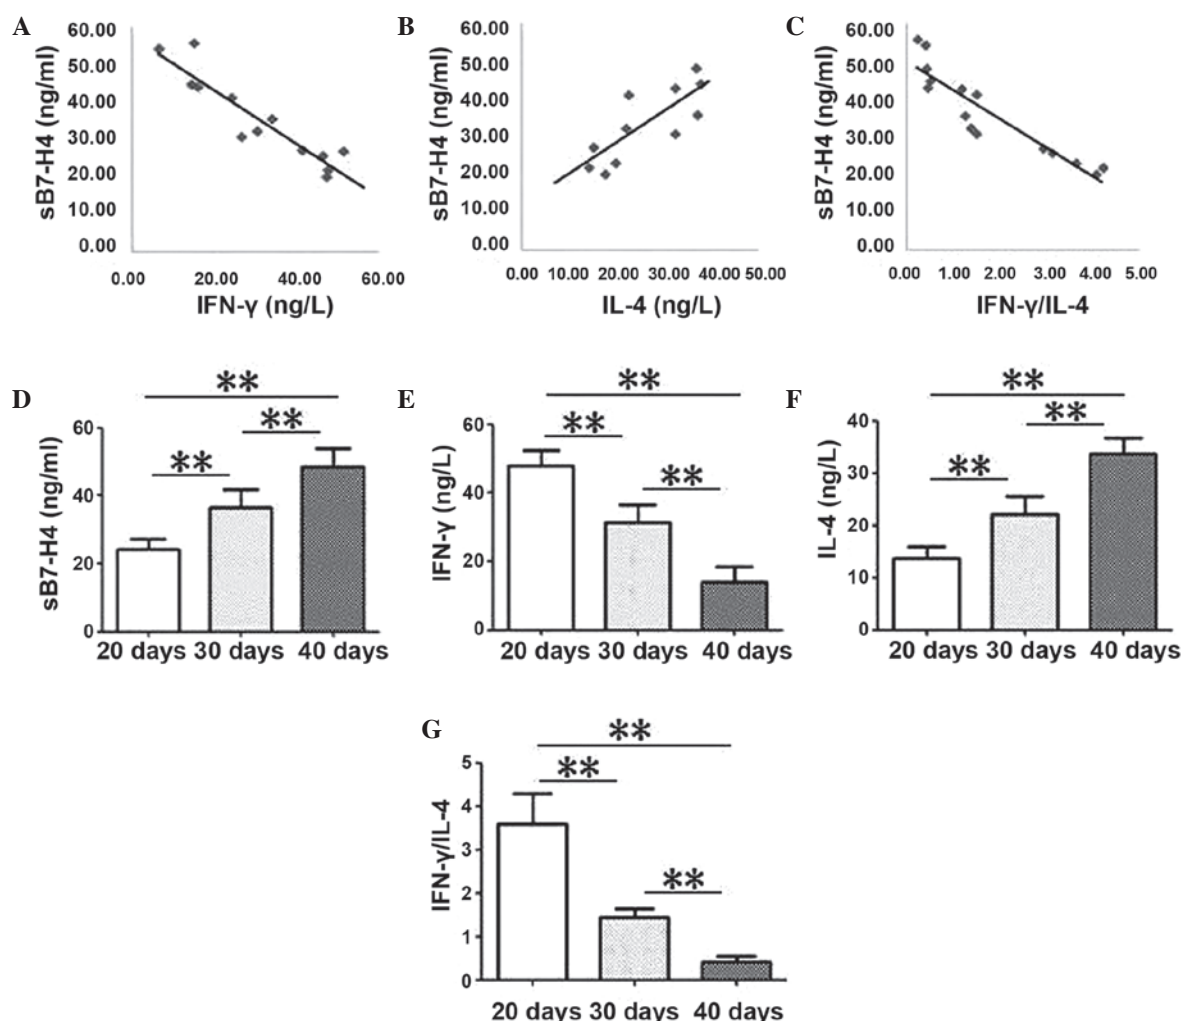 A
60.00
50.00
40.00
30.00
20.00
10.00
0.00
sB7-H4 (ng/ml)
0.00 20.00 40.00 60.00
IFN-γ (ng/L)
B
60.00
50.00
40.00
30.00
20.00
10.00
0.00
sB7-H4 (ng/ml)
0.00 10.00 20.00 30.00 40.00 50.00
IL-4 (ng/L)
C
60.00
50.00
40.00
30.00
20.00
10.00
0.00
sB7-H4 (ng/ml)
0.00 1.00 2.00 3.00 4.00 5.00
IFN-γ/IL-4
D
**
**
**
60
40
20
0
sB7-H4 (ng/ml)
20 days 30 days 40 days
E
**
**
**
60
40
20
0
IFN-γ (ng/L)
20 days 30 days 40 days
F
**
**
**
40
30
20
10
0
IL-4 (ng/L)
20 days 30 days 40 days
G
**
**
**
5
4
3
2
1
0
IFN-γ/IL-4
20 days 30 days 40 days